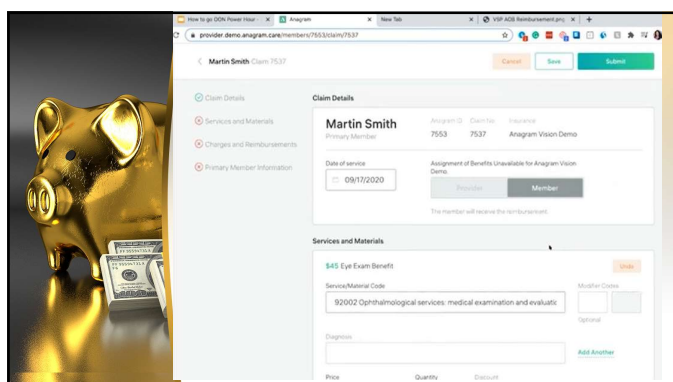 How to go OON Power Hour -
Anagram
New Tab
VSP AOB Reimbursement.png
provider.demo.anagram.care/members/7553/claim/7537
Martin Smith Claim 7537
Cancel
Save
Submit
Claim Details
Services and Materials
Charges and Reimbursements
Primary Member Information
Claim Details
Martin Smith
Primary Member
Anagram ID Claim No. Insurance
7553 7537 Anagram Vision Demo
Date of service
09/17/2020
Assignment of Benefits Unavailable for Anagram Vision
Demo.
Provider
Member
The member will receive the reimbursement.
Services and Materials
$45 Eye Exam Benefit
Undo
Service/Material Code
Modifier Codes
92002 Ophthalmological services: medical examination and evaluatic
Optional
Diagnosis
Add Another
Price Quantity Discount